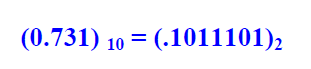 (0.731) ₁₀ = (.1011101)₂